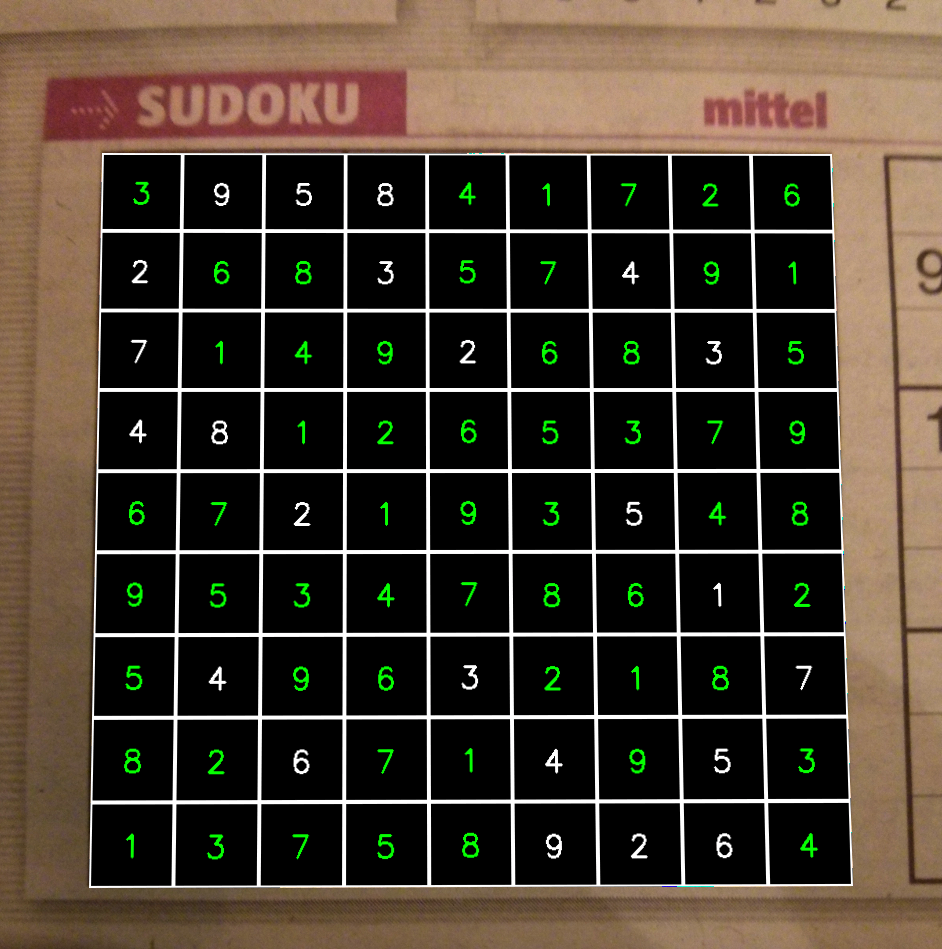 SUDOKU mittel
3 9 5 8 4 1 7 2 6
2 6 8 3 5 7 4 9 1
7 1 4 9 2 6 8 3 5
4 8 1 2 6 5 3 7 9
6 7 2 1 9 3 5 4 8
9 5 3 4 7 8 6 1 2
5 4 9 6 3 2 1 8 7
8 2 6 7 1 4 9 5 3
1 3 7 5 8 9 2 6 4